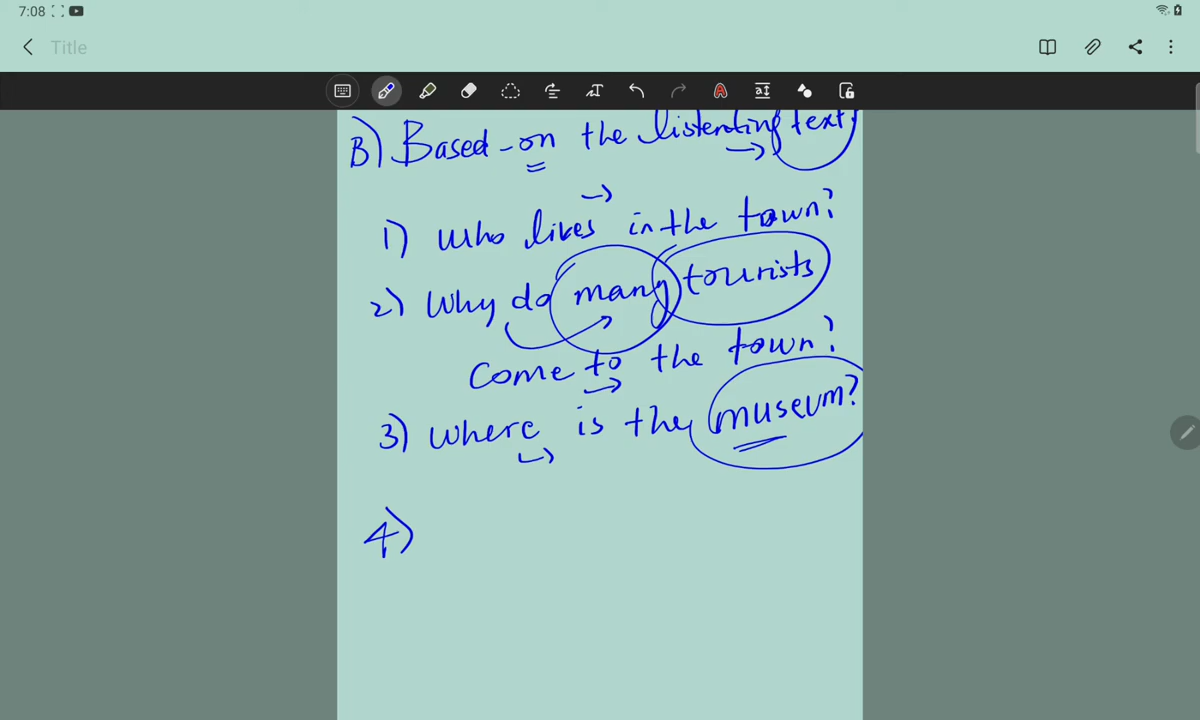 7:08
Title
B) Based-on the listenting text,
1) Who lives in the town?
2) Why do many tourists
Come to the town?
3) where is the museum?
4)